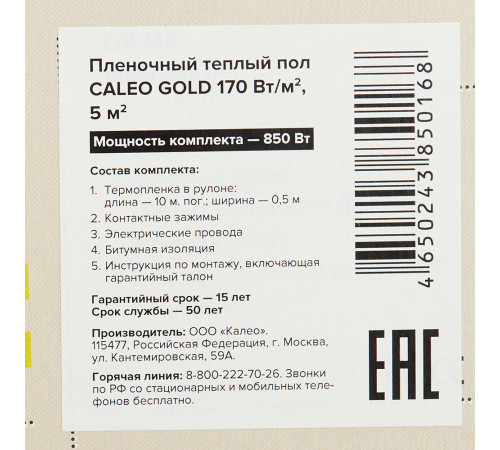 Пленочный теплый пол
CALEO GOLD 170 Вт/м²,
5 м²
Мощность комплекта — 850 Вт
Состав комплекта:
1. Термопленка в рулоне:
длина — 10 м. пог.; ширина — 0,5 м
2. Контактные зажимы
3. Электрические провода
4. Битумная изоляция
5. Инструкция по монтажу, включающая
гарантийный талон
Гарантийный срок — 15 лет
Срок службы — 50 лет
Производитель: ООО «Калео».
115477, Российская Федерация, г. Москва,
ул. Кантемировская, 59А.
Горячая линия: 8-800-222-70-26. Звонки
по РФ со стационарных и мобильных теле-
фонов бесплатно.
4 650243 850168
EAC